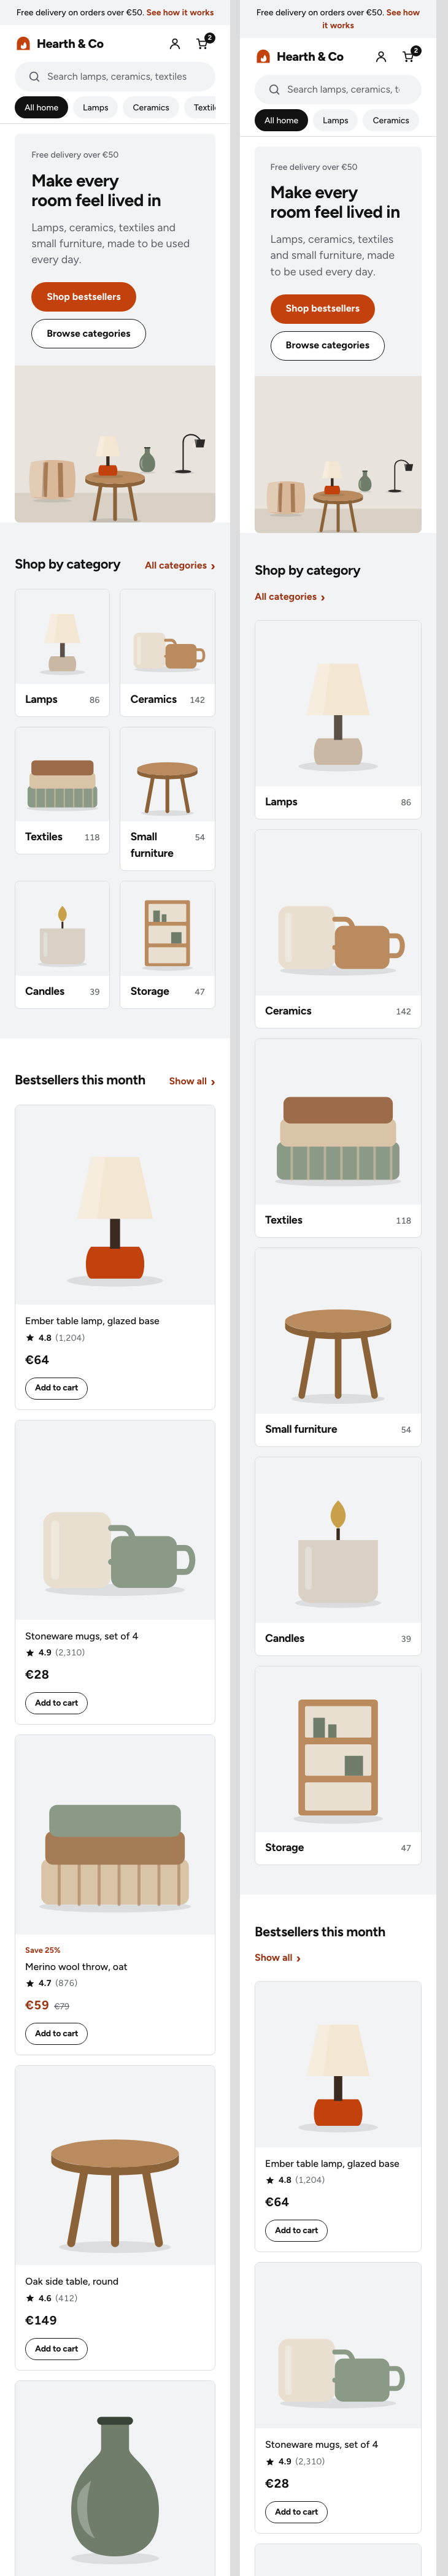 Free delivery on orders over €50. See how it works
Hearth & Co
2
Search lamps, ceramics, textiles
All home
Lamps
Ceramics
Free delivery over €50
Make every
room feel lived in
Lamps, ceramics, textiles and
small furniture, made to be used
every day.
Shop bestsellers
Browse categories
Shop by category
All categories
Lamps 86
Ceramics 142
Textiles 118
Small 54
furniture
Candles 39
Storage 47
Bestsellers this month
Show all
Ember table lamp, glazed base
4.8 (1,204)
€64
Add to cart
Stoneware mugs, set of 4
4.9 (2,310)
€28
Add to cart
Save 25%
Merino wool throw, oat
4.7 (876)
€59 €79
Add to cart
Oak side table, round
4.6 (412)
€149
Add to cart
Free delivery on orders over €50. See how
it works
Hearth & Co
2
Search lamps, ceramics,
All home
Lamps
Ceramics
Free delivery over €50
Make every
room feel lived in
Lamps, ceramics, textiles
and small furniture, made
to be used every day.
Shop bestsellers
Browse categories
Shop by category
All categories
Lamps 86
Ceramics 142
Textiles 118
Small furniture 54
Candles 39
Storage 47
Bestsellers this month
Show all
Ember table lamp, glazed base
4.8 (1,204)
€64
Add to cart
Stoneware mugs, set of 4
4.9 (2,310)
€28
Add to cart